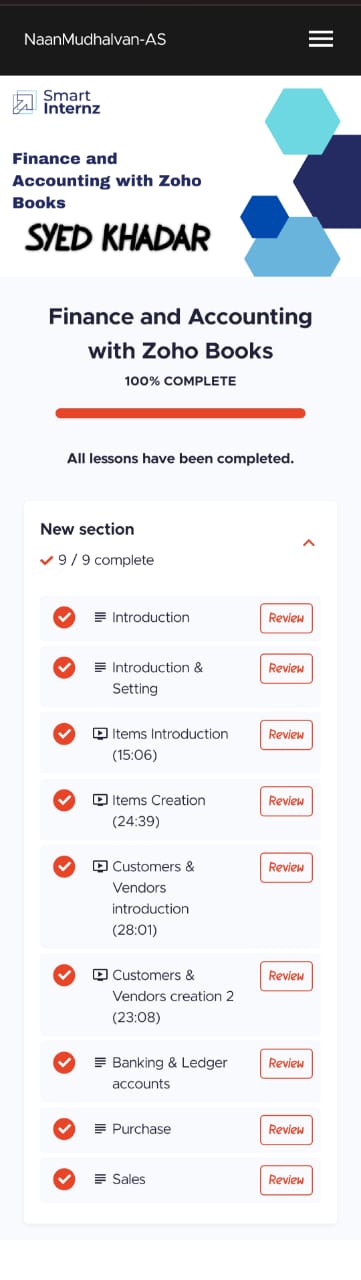 NaanMudhalvan-AS
Smart
Internz
Finance and
Accounting with Zoho
Books
SYED KHADAR
Finance and Accounting
with Zoho Books
100% COMPLETE
All lessons have been completed.
New section
9 / 9 complete
Introduction Review
Introduction & Review
Setting
Items Introduction Review
(15:06)
Items Creation Review
(24:39)
Customers & Review
Vendors
introduction
(28:01)
Customers & Review
Vendors creation 2
(23:08)
Banking & Ledger Review
accounts
Purchase Review
Sales Review